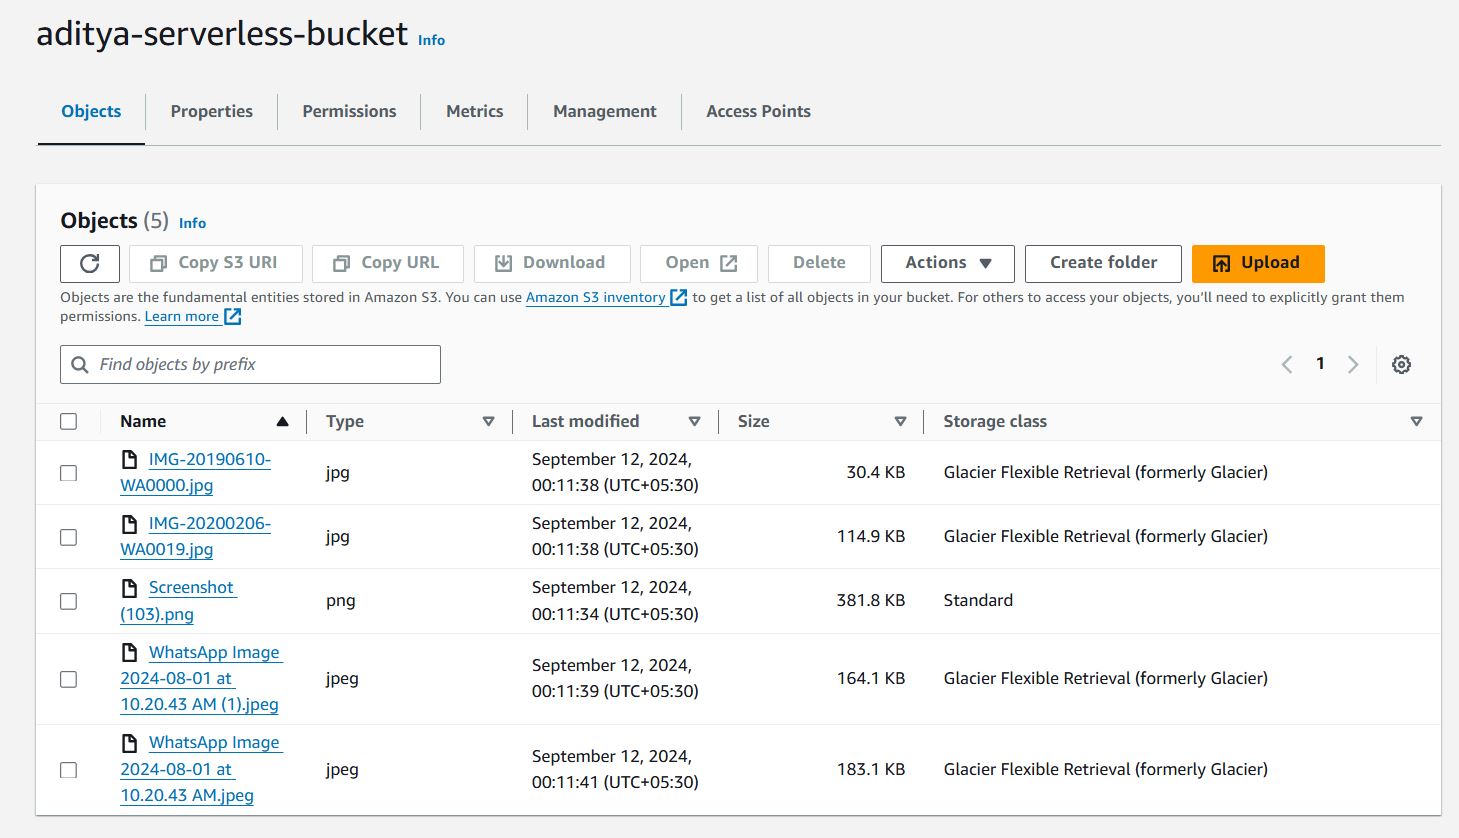 aditya-serverless-bucket Info
Objects Properties Permissions Metrics Management Access Points
Objects (5) Info
Copy S3 URI Copy URL Download Open Delete Actions Create folder Upload
Objects are the fundamental entities stored in Amazon S3. You can use Amazon S3 inventory to get a list of all objects in your bucket. For others to access your objects, you'll need to explicitly grant them
permissions. Learn more
Find objects by prefix
1
Name Type Last modified Size Storage class
IMG-20190610-
WA0000.jpg
jpg
September 12, 2024,
00:11:38 (UTC+05:30)
30.4 KB
Glacier Flexible Retrieval (formerly Glacier)
IMG-20200206-
WA0019.jpg
jpg
September 12, 2024,
00:11:38 (UTC+05:30)
114.9 KB
Glacier Flexible Retrieval (formerly Glacier)
Screenshot
(103).png
png
September 12, 2024,
00:11:34 (UTC+05:30)
381.8 KB
Standard
WhatsApp Image
2024-08-01 at
10.20.43 AM (1).jpeg
jpeg
September 12, 2024,
00:11:39 (UTC+05:30)
164.1 KB
Glacier Flexible Retrieval (formerly Glacier)
WhatsApp Image
2024-08-01 at
10.20.43 AM.jpeg
jpeg
September 12, 2024,
00:11:41 (UTC+05:30)
183.1 KB
Glacier Flexible Retrieval (formerly Glacier)